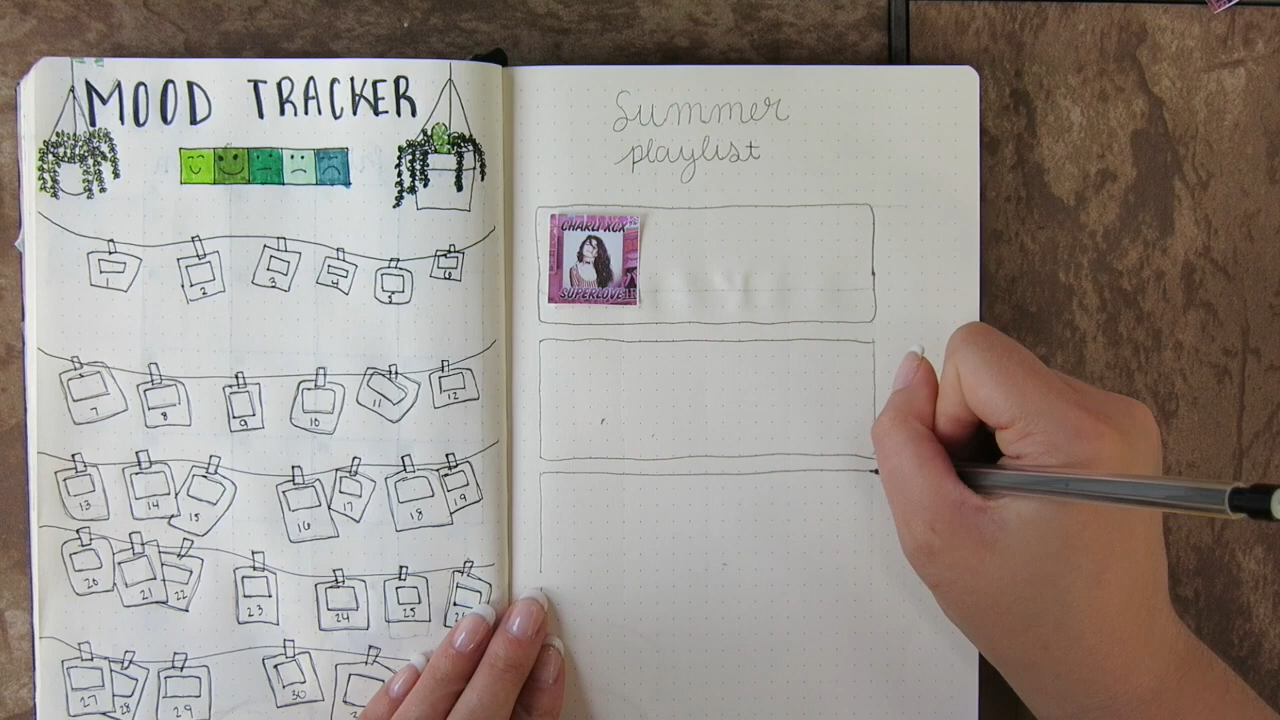 MOOD TRACKER
1 2 3 4 5 6
7 8 9 10 11 12
13 14 15 16 17 18 19
20 21 22 23 24 25
27 28 29 30
Summer
playlist
CHARLI XCX
SUPERLOVE